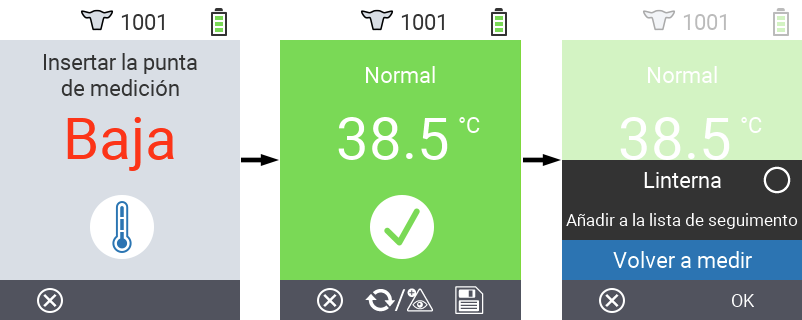 1001
Insertar la punta
de medición
Baja
1001
Normal
38.5 °C
1001
Normal
38.5 °C
Linterna
Añadir a la lista de seguimento
Volver a medir
OK